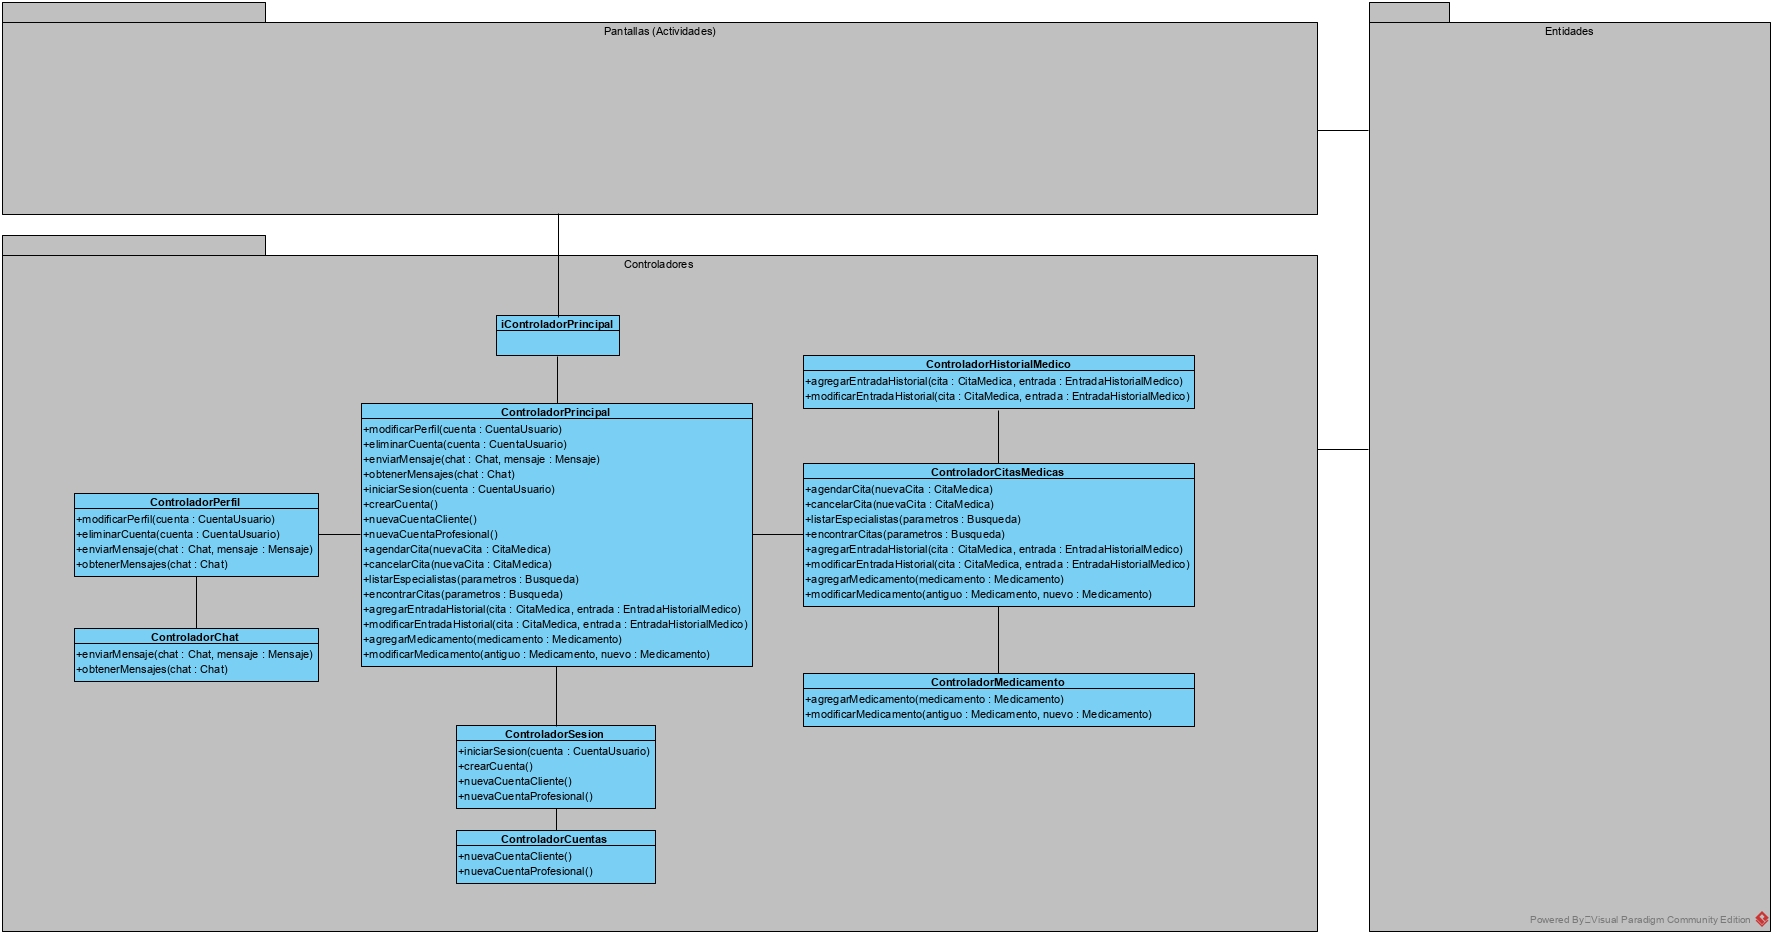 Pantallas (Actividades)
Entidades
Controladores
iControladorPrincipal
ControladorPrincipal
+modificarPerfil(cuenta : CuentaUsuario)
+eliminarCuenta(cuenta : CuentaUsuario)
+enviarMensaje(chat : Chat, mensaje : Mensaje)
+obtenerMensajes(chat : Chat)
+iniciarSesion(cuenta : CuentaUsuario)
+crearCuenta()
+nuevaCuentaCliente()
+nuevaCuentaProfesional()
+agendarCita(nuevaCita : CitaMedica)
+cancelarCita(nuevaCita : CitaMedica)
+listarEspecialistas(parametros : Busqueda)
+encontrarCitas(parametros : Busqueda)
+agregarEntradaHistorial(cita : CitaMedica, entrada : EntradaHistorialMedico)
+modificarEntradaHistorial(cita : CitaMedica, entrada : EntradaHistorialMedico)
+agregarMedicamento(medicamento : Medicamento)
+modificarMedicamento(antiguo : Medicamento, nuevo : Medicamento)
ControladorPerfil
+modificarPerfil(cuenta : CuentaUsuario)
+eliminarCuenta(cuenta : CuentaUsuario)
+enviarMensaje(chat : Chat, mensaje : Mensaje)
+obtenerMensajes(chat : Chat)
ControladorChat
+enviarMensaje(chat : Chat, mensaje : Mensaje)
+obtenerMensajes(chat : Chat)
ControladorHistorialMedico
+agregarEntradaHistorial(cita : CitaMedica, entrada : EntradaHistorialMedico)
+modificarEntradaHistorial(cita : CitaMedica, entrada : EntradaHistorialMedico)
ControladorCitasMedicas
+agendarCita(nuevaCita : CitaMedica)
+cancelarCita(nuevaCita : CitaMedica)
+listarEspecialistas(parametros : Busqueda)
+encontrarCitas(parametros : Busqueda)
+agregarEntradaHistorial(cita : CitaMedica, entrada : EntradaHistorialMedico)
+modificarEntradaHistorial(cita : CitaMedica, entrada : EntradaHistorialMedico)
+agregarMedicamento(medicamento : Medicamento)
+modificarMedicamento(antiguo : Medicamento, nuevo : Medicamento)
ControladorMedicamento
+agregarMedicamento(medicamento : Medicamento)
+modificarMedicamento(antiguo : Medicamento, nuevo : Medicamento)
ControladorSesion
+iniciarSesion(cuenta : CuentaUsuario)
+crearCuenta()
+nuevaCuentaCliente()
+nuevaCuentaProfesional()
ControladorCuentas
+nuevaCuentaCliente()
+nuevaCuentaProfesional()
Powered By Visual Paradigm Community Edition